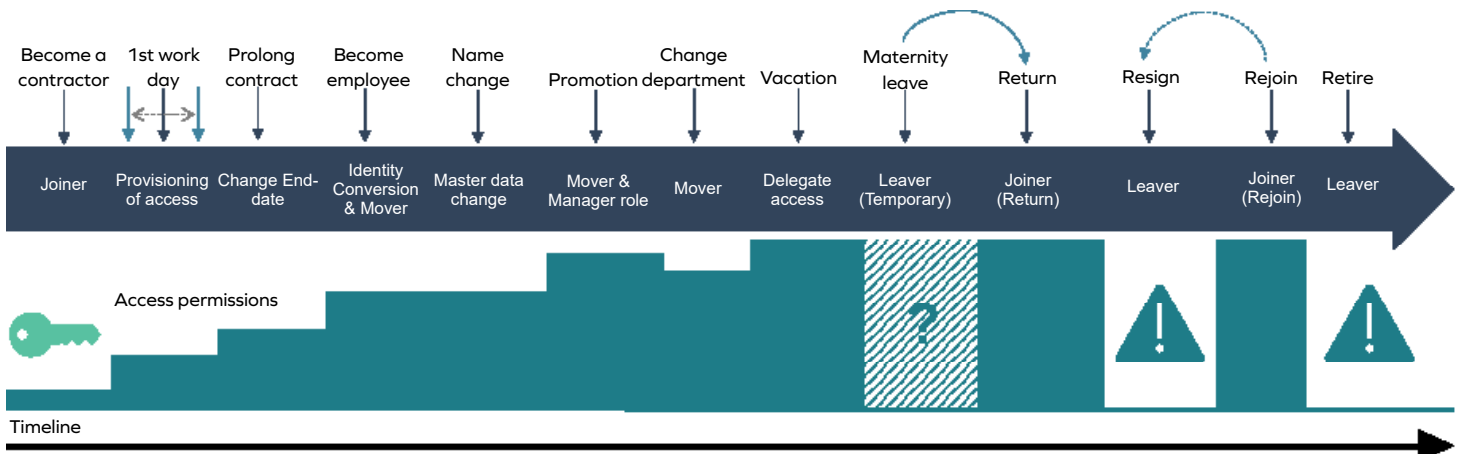 Become a
contractor
1st work
day
Prolong
contract
Become
employee
Name
change
Promotion
Change
department
Vacation
Maternity
leave
Return
Resign
Rejoin
Retire
Joiner
Provisioning
of access
Change End-
date
Identity
Conversion
& Mover
Master data
change
Mover &
Manager role
Mover
Delegate
access
Leaver
(Temporary)
Joiner
(Return)
Leaver
Joiner
(Rejoin)
Leaver
Access permissions
?
!
!
Timeline